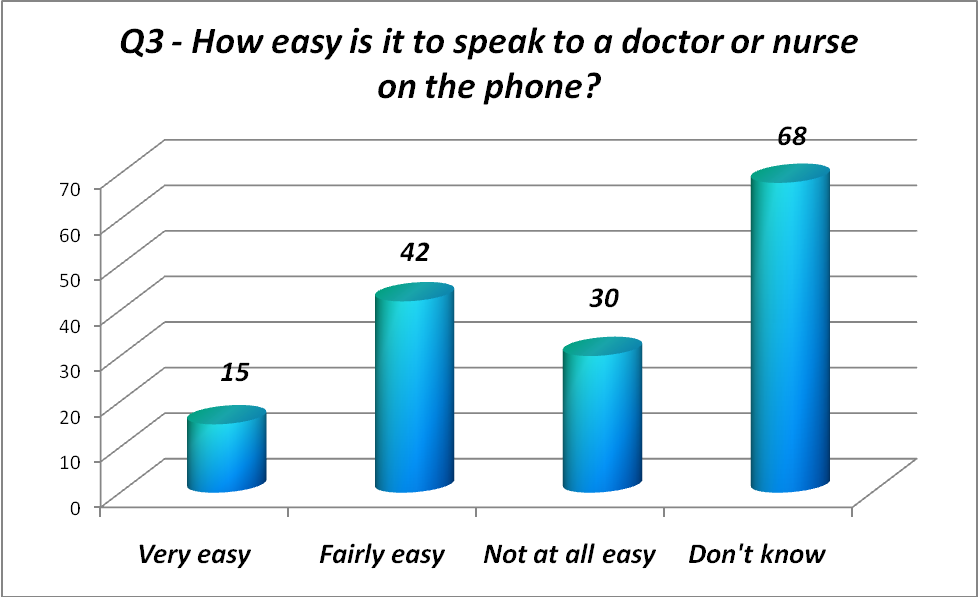 Q3 - How easy is it to speak to a doctor or nurse
on the phone?
68
70
60
50
42
40
30
30
15
20
10
0
Very easy
Fairly easy
Not at all easy
Don't know